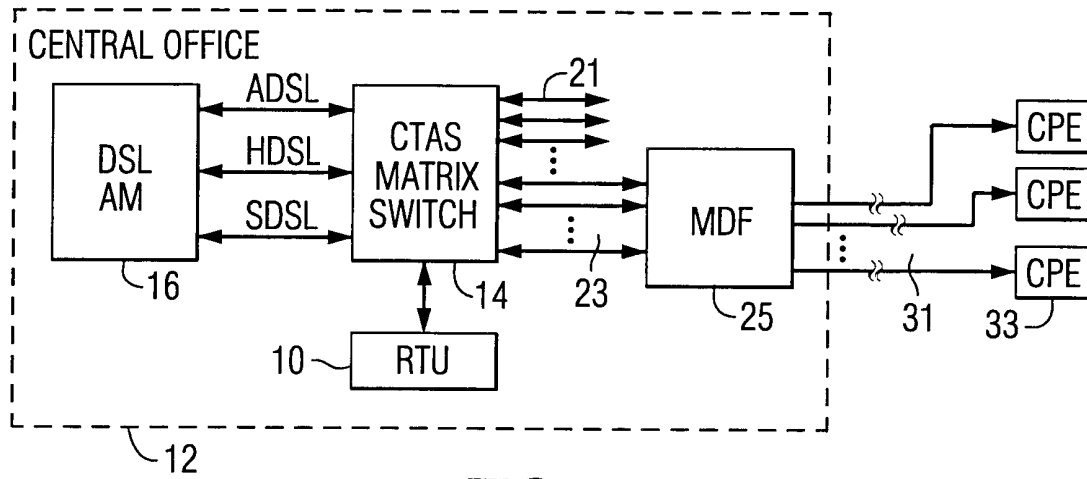 CENTRAL OFFICE
DSL
AM
16
ADSL
HDSL
SDSL
CTAS
MATRIX
SWITCH
14
21
23
MDF
25
CPE
CPE
CPE
31
33
10
RTU
12